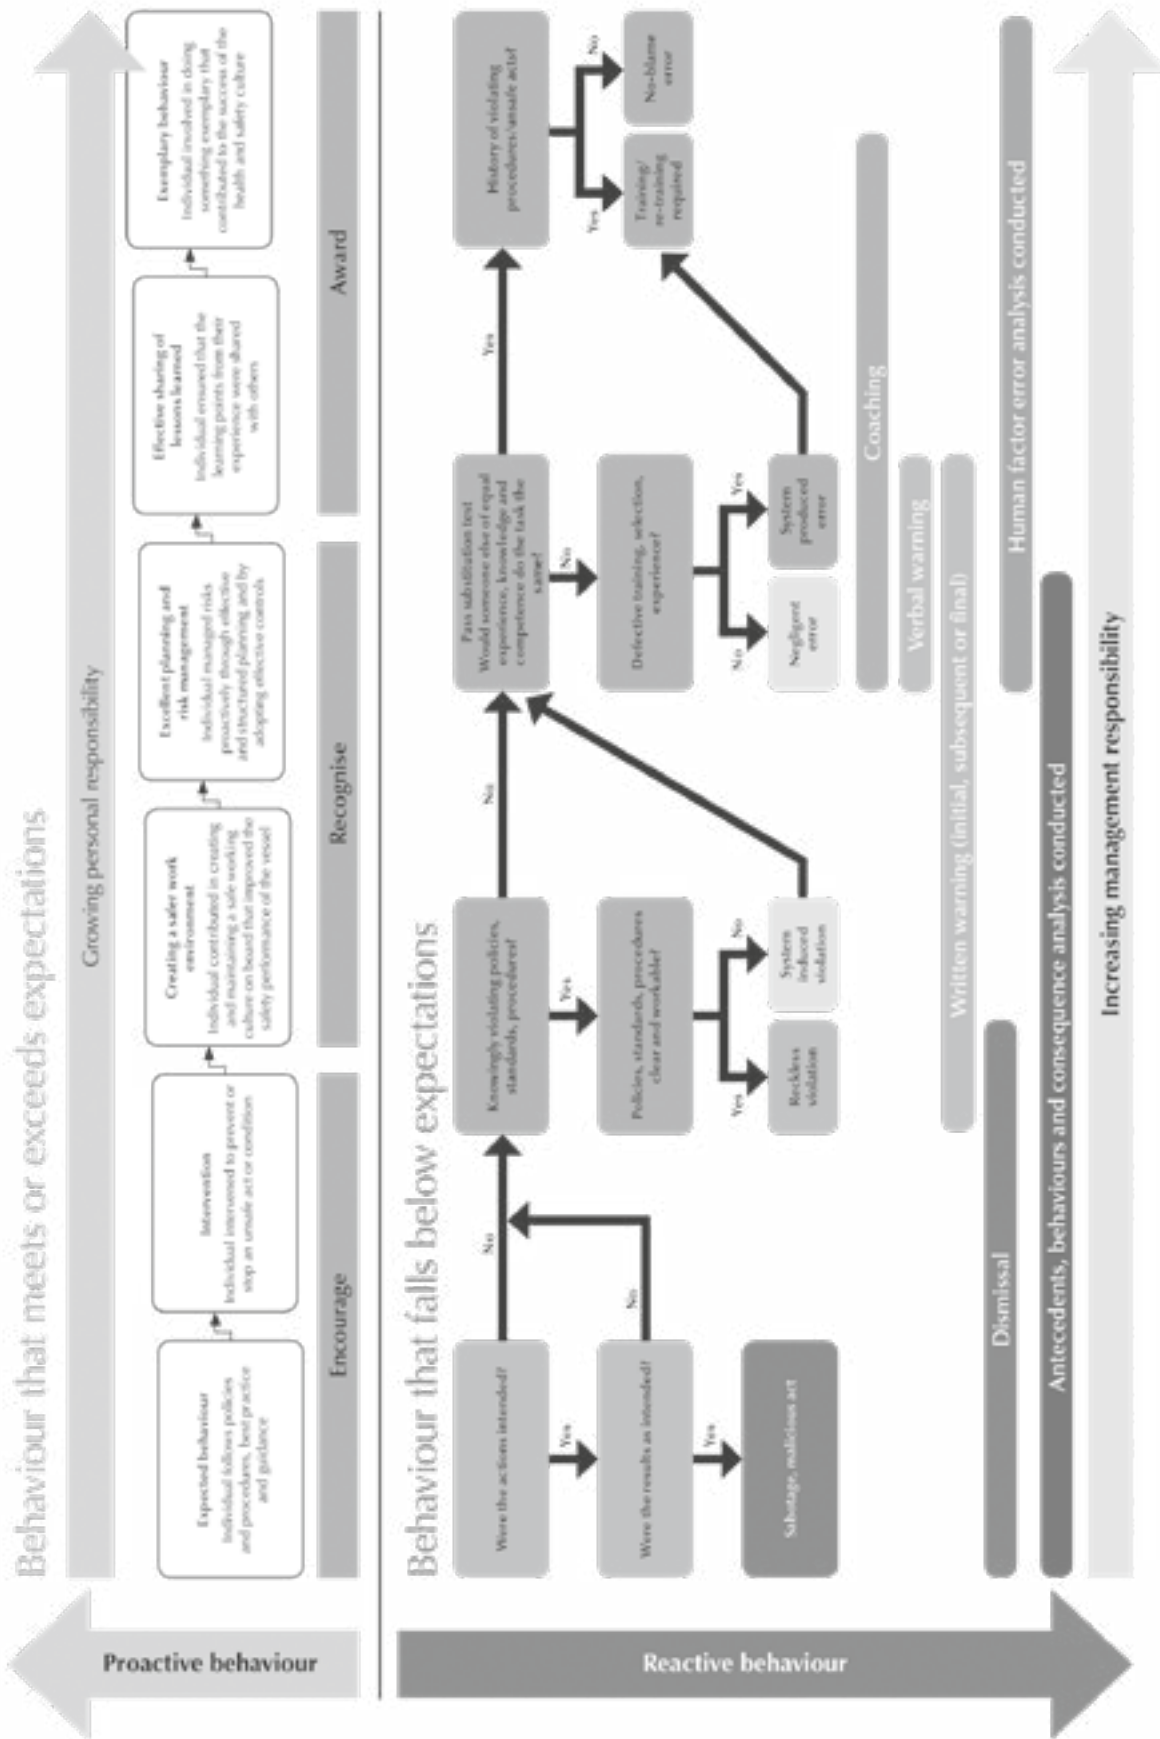 Behaviour that meets or exceeds expectations
Growing personal responsibility
Proactive behaviour
Expected behaviour
Individual follows policies
and procedures, best practice
and guidance
Intervention
Individual intervened to prevent or
stop an unsafe act or condition
Creating a safer work
environment
Individual contributed in creating
and maintaining a safe working
culture on board that improved the
safety perfomance of the vessel
Excellent planning and
risk management
Individual managed risks
proactively through effective
and structured planning and by
adopting effective controls
Effective sharing of
lessons learned
Individual ensured that the
learning points from their
experience were shared
with others
Exemplary behaviour
Individual involved in doing
something exemplary that
contributed to the success of the
health and safety culture
Encourage
Recognise
Award
Behaviour that falls below expectations
Reactive behaviour
Were the actions intended?
No
Yes
Were the results as intended?
No
Yes
Sabotage, malicious act
Knowingly violating policies,
standards, procedures?
No
Yes
Policies, standards, procedures
clear and workable?
Yes
No
Reckless
violation
System
induced
violation
Pass substitution test
Would someone else of equal
experience, knowledge and
competence do the task the
same?
Yes
No
Defective training, selection,
experience?
No
Yes
Negligent
error
System
produced
error
History of violating
procedures/unsafe acts?
Yes
No
Training/
re-training
required
No-blame
error
Coaching
Verbal warning
Written warning (initial, subsequent or final)
Dismissal
Human factor error analysis conducted
Antecedents, behaviours and consequence analysis conducted
Increasing management responsibility